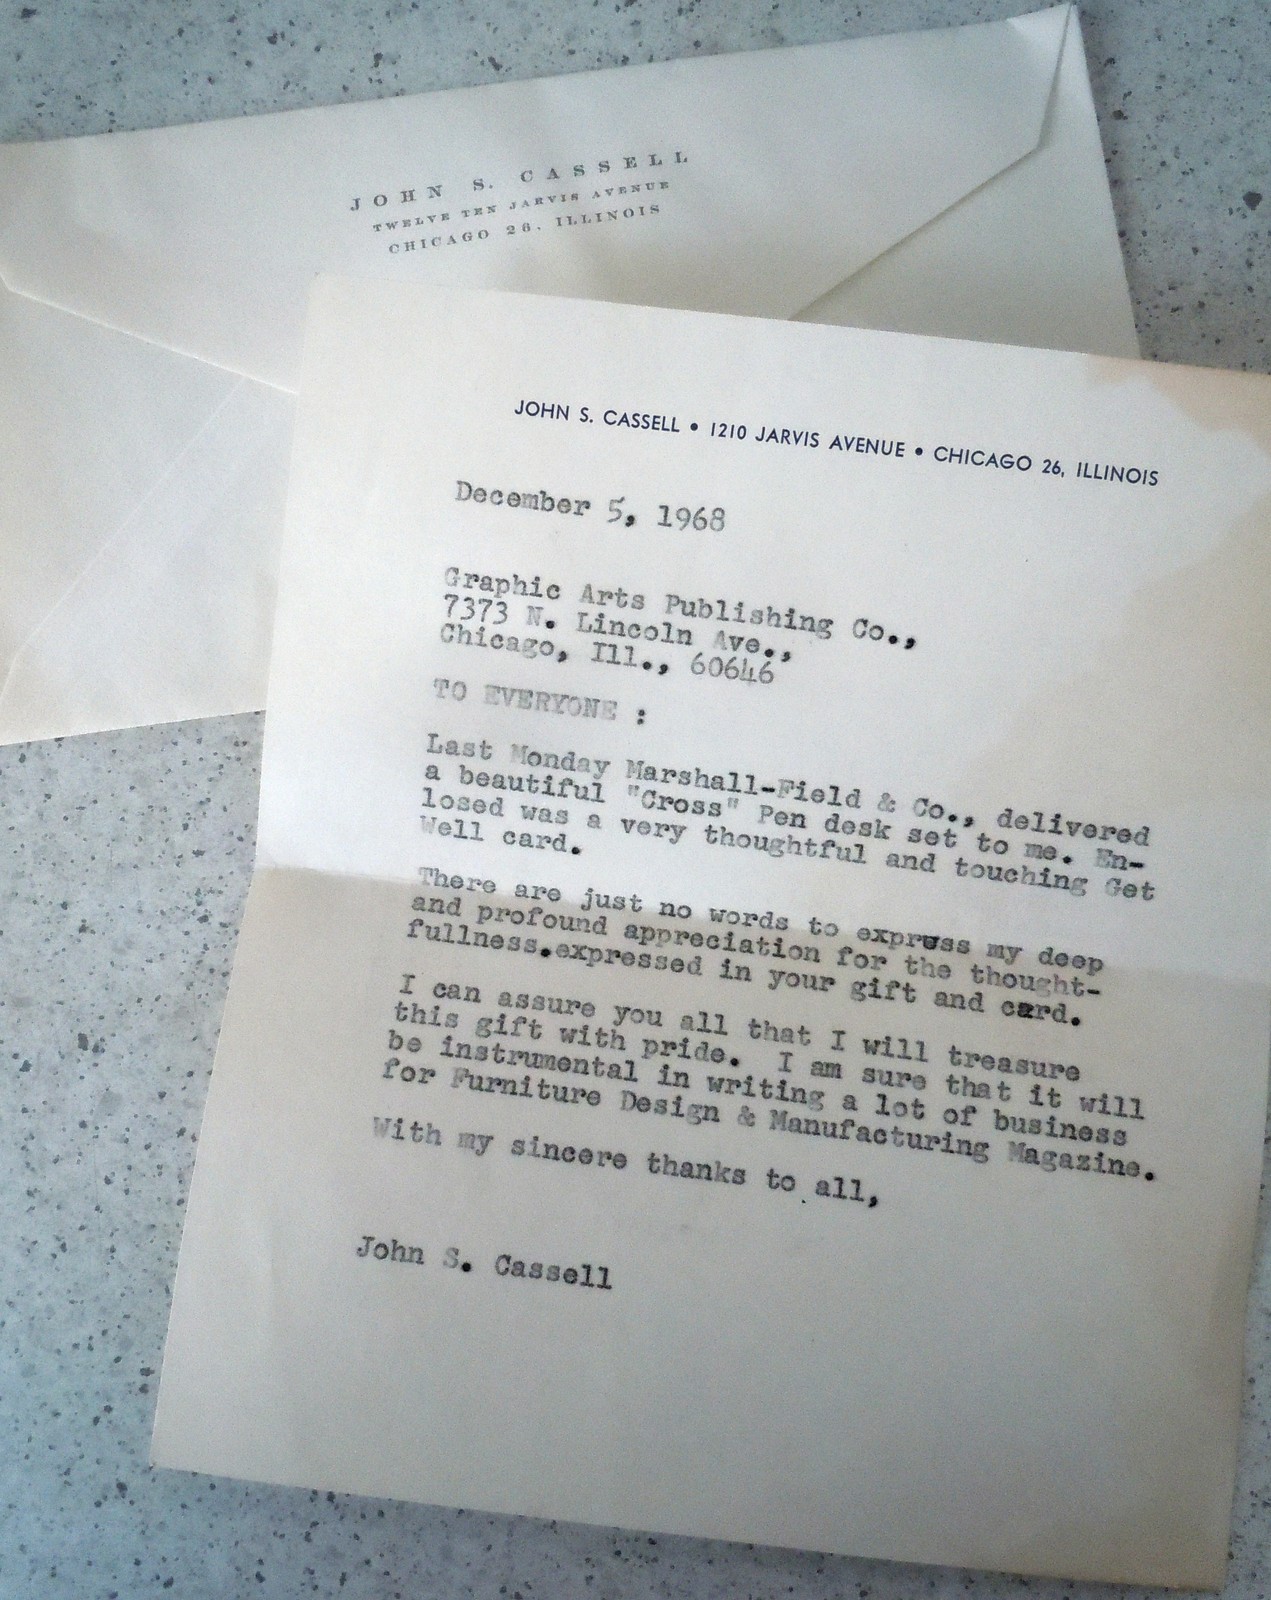 JOHN S. CASSELL
TWELVE TEN JARVIS AVENUE
CHICAGO 26, ILLINOIS
JOHN S. CASSELL • 1210 JARVIS AVENUE • CHICAGO 26, ILLINOIS
December 5, 1968
Graphic Arts Publishing Co.,
7373 N. Lincoln Ave.,
Chicago, Ill., 60646
TO EVERYONE :
Last Monday Marshall-Field & Co., delivered
a beautiful "Cross" Pen desk set to me. En-
losed was a very thoughtful and touching Get
Well card.
There are just no words to express my deep
and profound appreciation for the thought-
fullness.expressed in your gift and card.
I can assure you all that I will treasure
this gift with pride. I am sure that it will
be instrumental in writing a lot of business
for Furniture Design & Manufacturing Magazine.
With my sincere thanks to all,
John S. Cassell